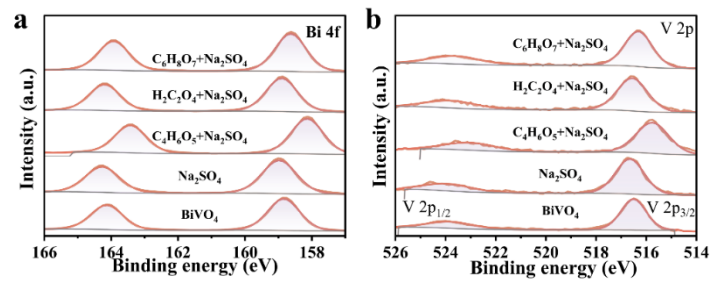 a
Bi 4f
C₆H₈O₇+Na₂SO₄
H₂C₂O₄+Na₂SO₄
C₄H₆O₅+Na₂SO₄
Na₂SO₄
BiVO₄
Intensity (a.u.)
166 164 162 160 158
Binding energy (eV)
b
V 2p
C₆H₈O₇+Na₂SO₄
H₂C₂O₄+Na₂SO₄
C₄H₆O₅+Na₂SO₄
Na₂SO₄
V 2p₁/₂ BiVO₄ V 2p₃/₂
Intensity (a.u.)
526 524 522 520 518 516 514
Binding energy (eV)